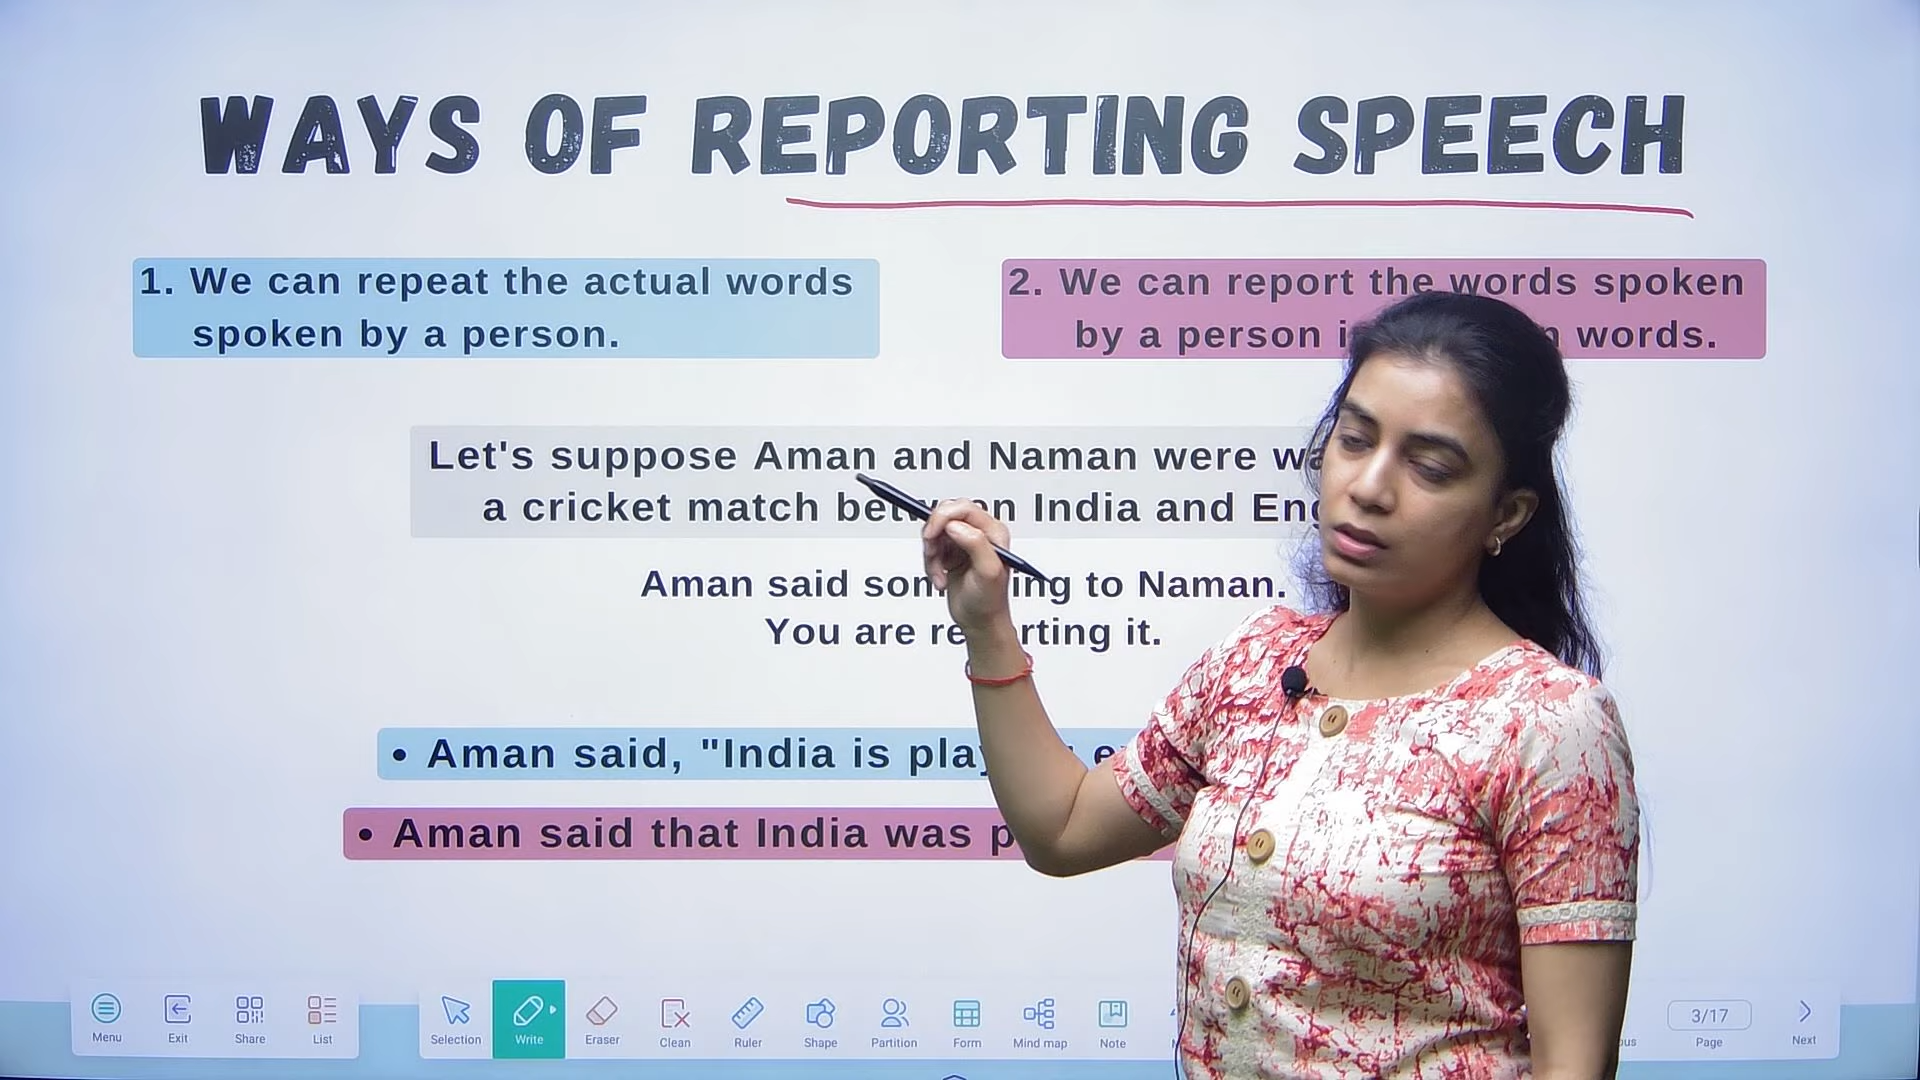 WAYS OF REPORTING SPEECH
1. We can repeat the actual words
spoken by a person.
2. We can report the words spoken
by a person words.
Let's suppose Aman and Naman were
a cricket match between India and
Aman said something to Naman.
You are reporting it.
• Aman said, "India is
• Aman said that India was
Menu
Exit
Share
List
Selection
Write
Eraser
Clean
Ruler
Shape
Partition
Form
Mind map
Note
3/17
Page
Next